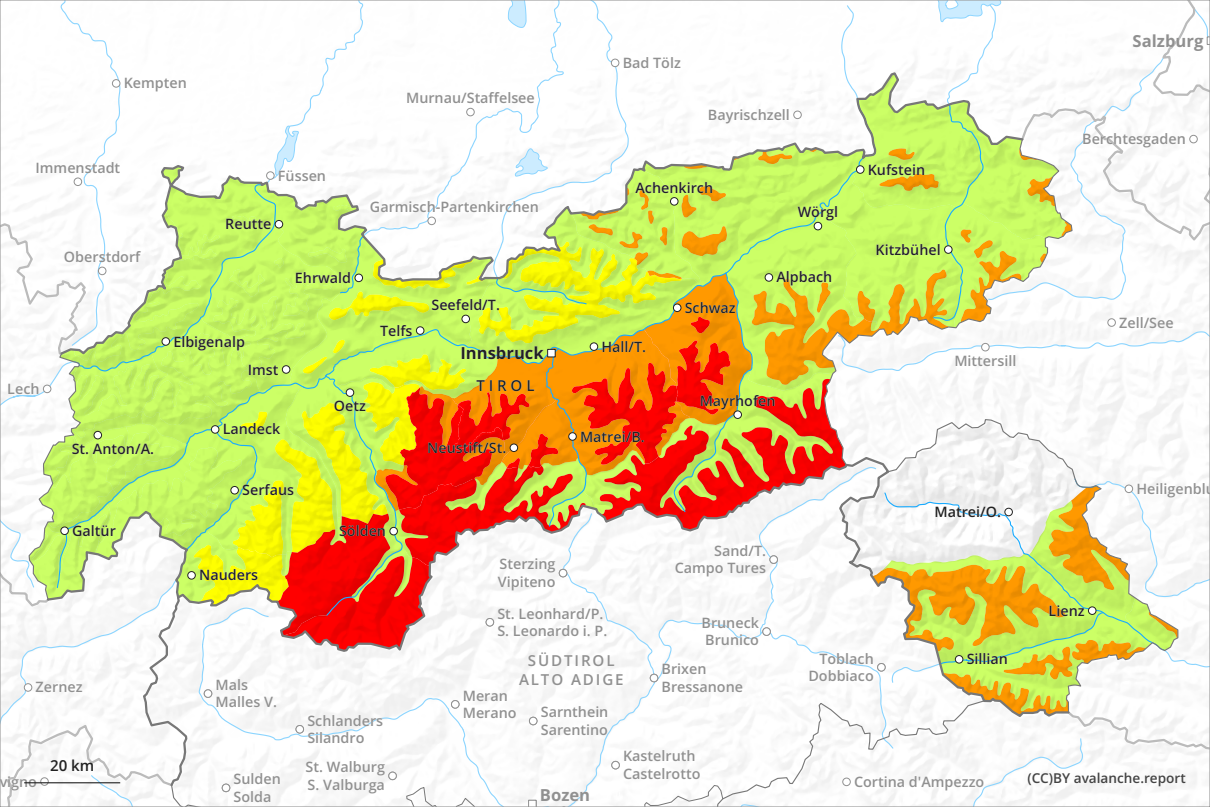 Salzburg
Bad Tölz
Kempten
Murnau/Staffelsee
Bayrischzell
Berchtesgaden
Immenstadt
Füssen
Kufstein
Achenkirch
Garmisch-Partenkirchen
Reutte
Wörgl
Oberstdorf
Kitzbühel
Ehrwald
Alpbach
Seefeld/T.
Schwaz
Telfs
Zell/See
Elbigenalp
Innsbruck
Hall/T.
Mittersill
Imst
TIROL
Lech
Mayrhofen
Oetz
Landeck
Matrei/B.
St. Anton/A.
Neustift/St.
Serfaus
Heiligenblu
Matrei/O.
Galtür
Sölden
Sand/T.
Campo Tures
Sterzing
Vipiteno
Nauders
St. Leonhard/P.
S. Leonardo i. P.
Lienz
Bruneck
Brunico
SÜDTIROL
ALTO ADIGE
Toblach
Dobbiaco
Sillian
Brixen
Bressanone
Zernez
Mals
Malles V.
Meran
Merano
Sarnthein
Sarentino
Schlanders
Silandro
Kastelruth
Castelrotto
20 km
St. Walburg
S. Valburga
vigno
Sulden
Solda
Cortina d'Ampezzo
(CC)BY avalanche.report
Bozen